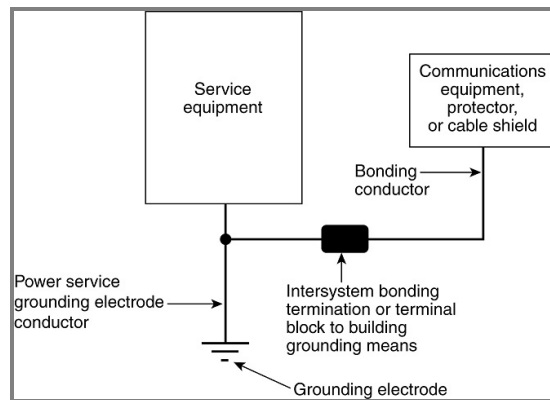 Service
equipment
Communications
equipment,
protector,
or cable shield
Bonding
conductor
Power service
grounding electrode
conductor
Intersystem bonding
termination or terminal
block to building
grounding means
Grounding electrode